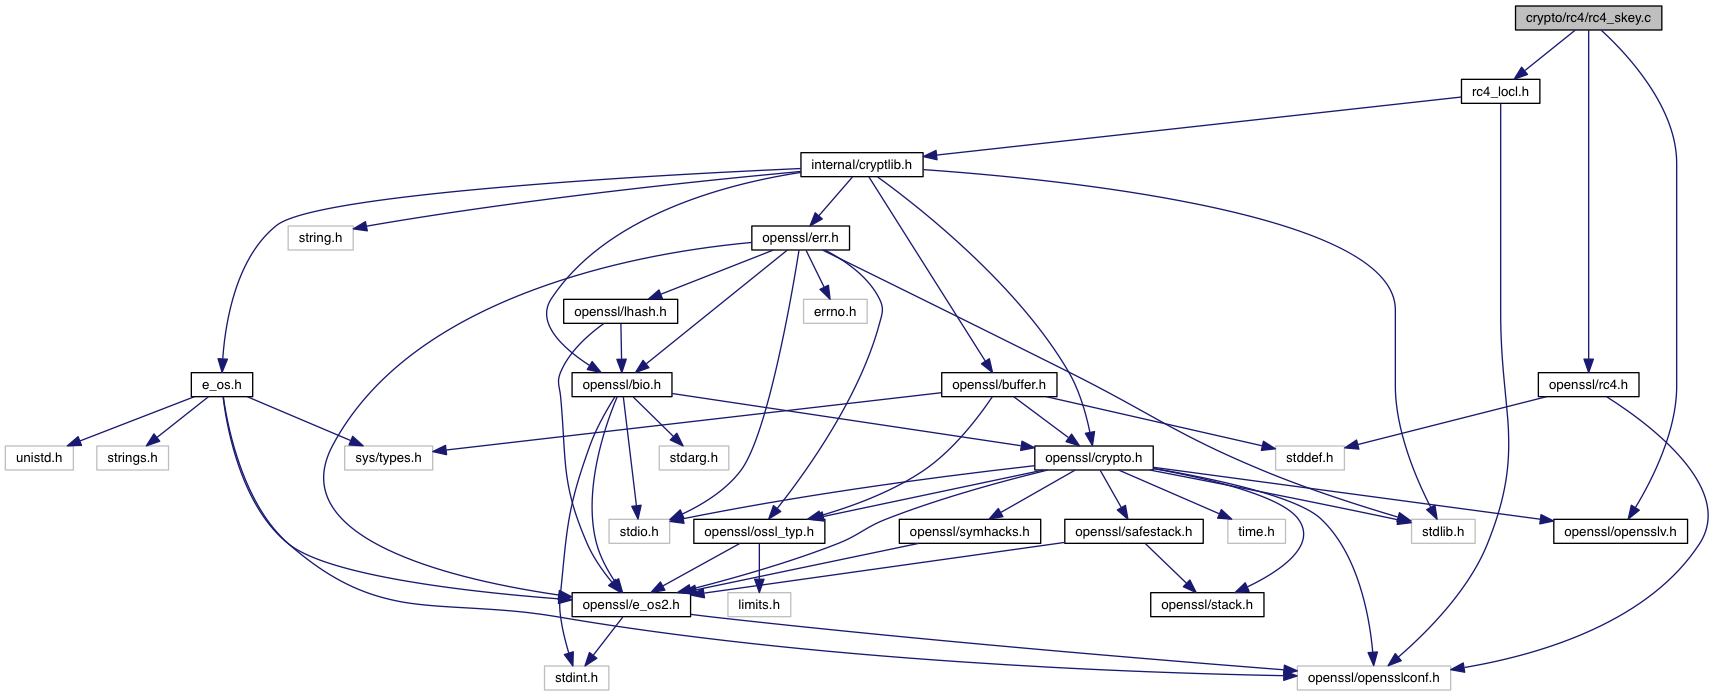 crypto/rc4/rc4_skey.c
rc4_locl.h
internal/cryptlib.h
string.h
openssl/err.h
openssl/lhash.h
errno.h
e_os.h
openssl/bio.h
openssl/buffer.h
openssl/rc4.h
unistd.h
strings.h
sys/types.h
stdarg.h
openssl/crypto.h
stddef.h
stdio.h
openssl/ossl_typ.h
openssl/symhacks.h
openssl/safestack.h
time.h
stdlib.h
openssl/opensslv.h
openssl/e_os2.h
limits.h
openssl/stack.h
stdint.h
openssl/opensslconf.h